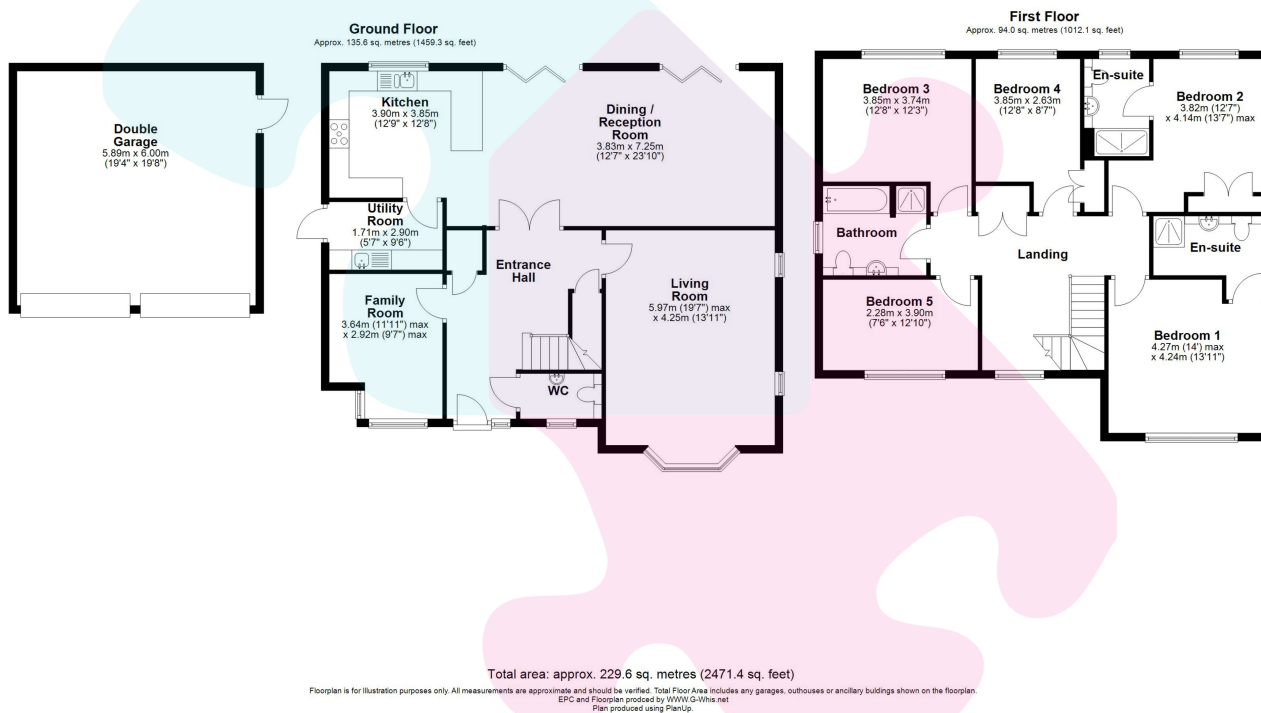 Ground Floor
Approx. 135.6 sq. metres (1459.3 sq. feet)
Double
Garage
5.89m x 6.00m
(19'4" x 19'8")
Kitchen
3.90m x 3.85m
(12'9" x 12'8")
Dining /
Reception
Room
3.83m x 7.25m
(12'7" x 23'10")
Utility
Room
1.71m x 2.90m
(5'7" x 9'6")
Entrance
Hall
Family
Room
3.64m (11'11") max
x 2.92m (9'7") max
Living
Room
5.97m (19'7") max
x 4.25m (13'11")
WC
First Floor
Approx. 94.0 sq. metres (1012.1 sq. feet)
Bedroom 3
3.85m x 3.74m
(12'8" x 12'3")
Bedroom 4
3.85m x 2.63m
(12'8" x 8'7")
En-suite
Bedroom 2
3.82m (12'7")
x 4.14m (13'7") max
Bathroom
Landing
En-suite
Bedroom 5
2.28m x 3.90m
(7'6" x 12'10")
Bedroom 1
4.27m (14') max
x 4.24m (13'11")
Total area: approx. 229.6 sq. metres (2471.4 sq. feet)
Floorplan is for illustration purposes only. All measurements are approximate and should be verified. Total Floor Area includes any garages, outhouses or ancillary buldings shown on the floorplan.
EPC and Floorplan prodced by WWW.G-Whis.net
Plan produced using PlanUp.